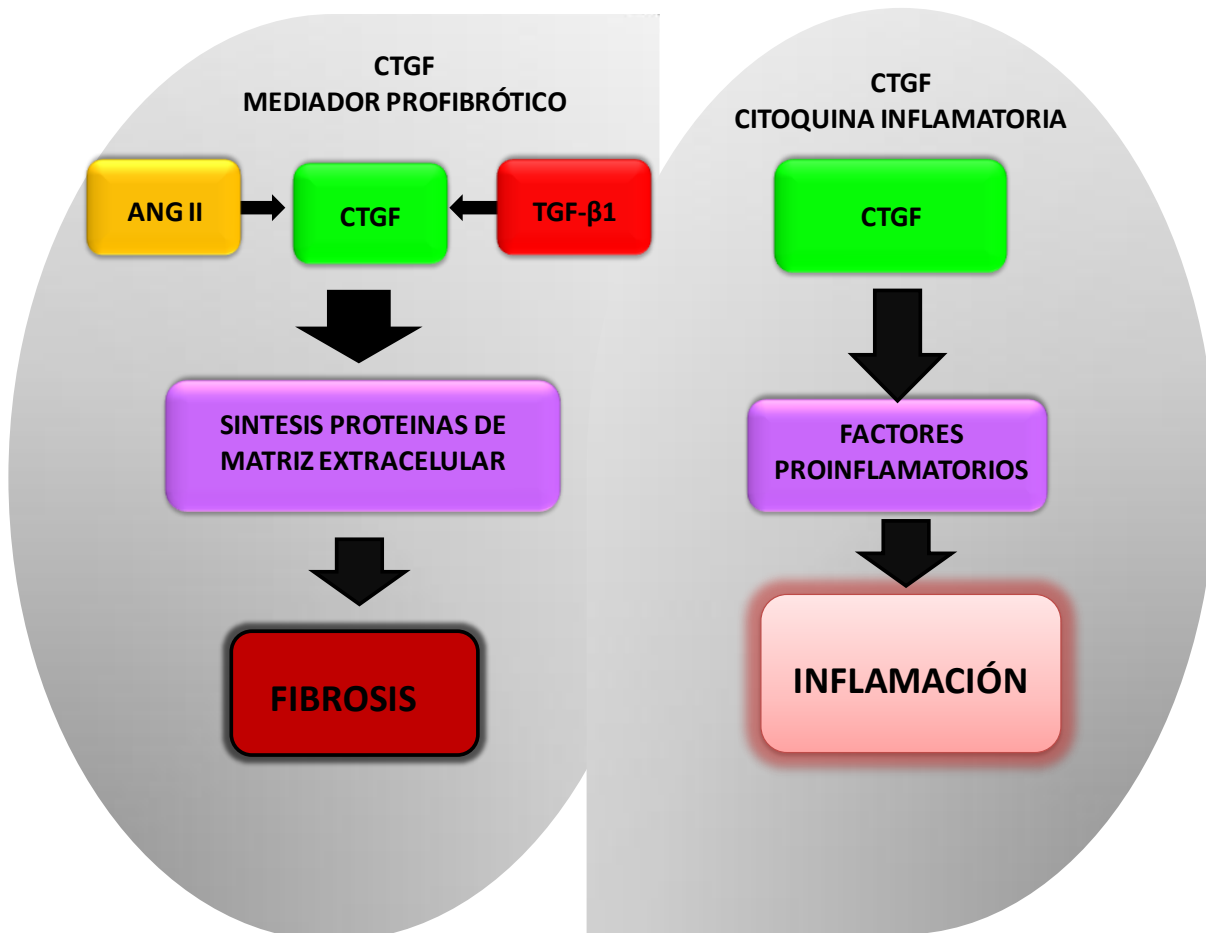 CTGF
MEDIADOR PROFIBRÓTICO
ANG II
CTGF
TGF-β1
SINTESIS PROTEINAS DE
MATRIZ EXTRACELULAR
FIBROSIS
CTGF
CITOQUINA INFLAMATORIA
CTGF
FACTORES
PROINFLAMATORIOS
INFLAMACIÓN